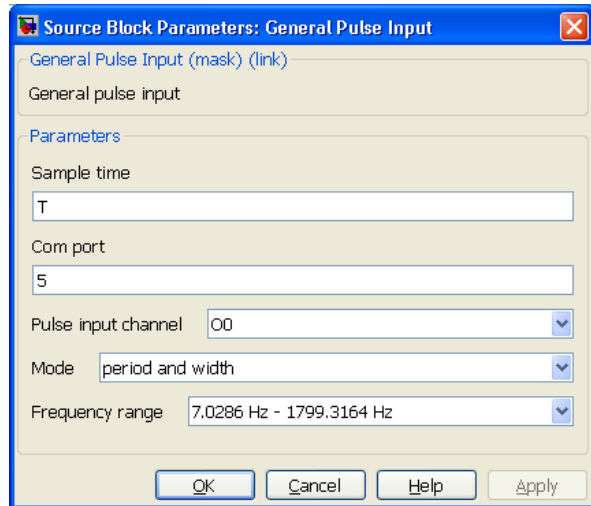 Source Block Parameters: General Pulse Input
General Pulse Input (mask) (link)
General pulse input
Parameters
Sample time
T
Com port
5
Pulse input channel O0
Mode period and width
Frequency range 7.0286 Hz - 1799.3164 Hz
OK Cancel Help Apply